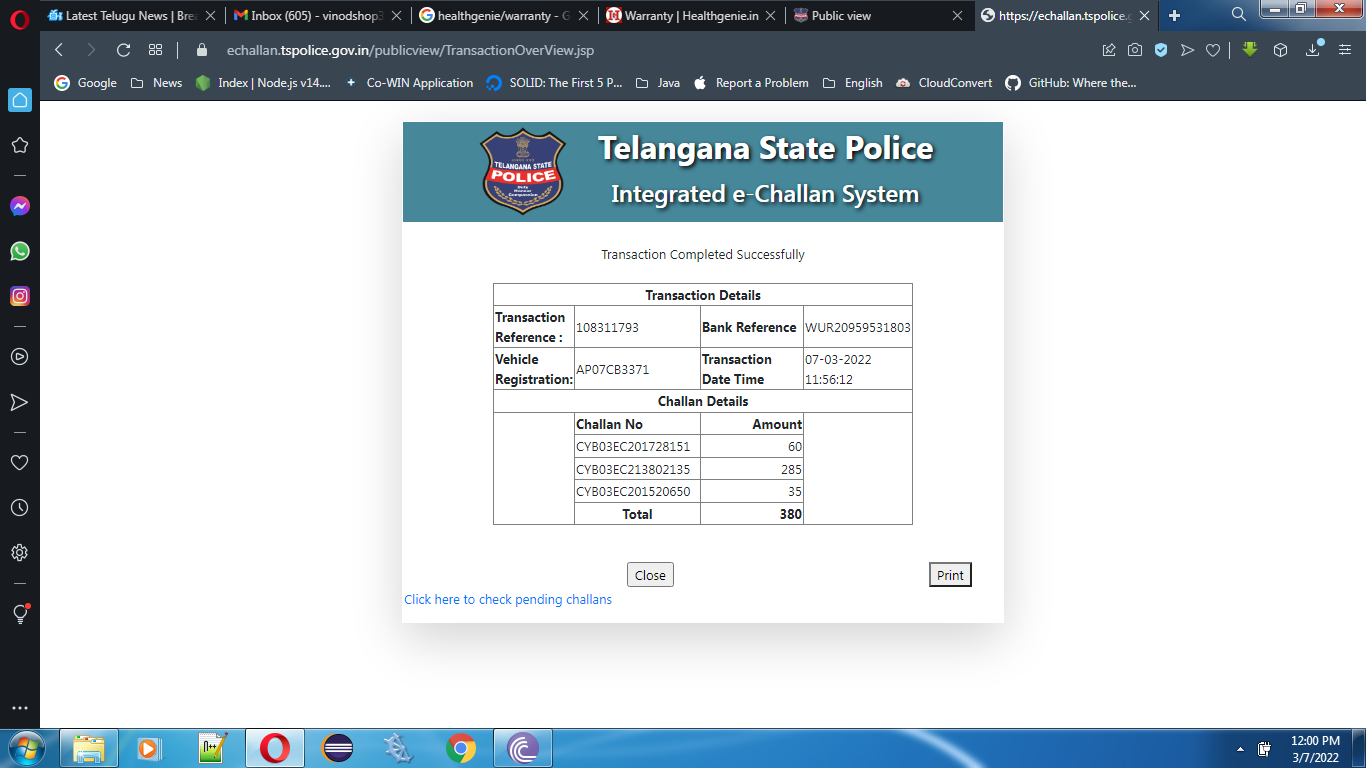 Latest Telugu News | Brea
Inbox (605) - vinodshop3
healthgenie/warranty - G
Warranty | Healthgenie.in
Public view
https://echallan.tspolice.g
echallan.tspolice.gov.in/publicview/TransactionOverView.jsp
Google
News
Index | Node.js v14....
Co-WIN Application
SOLID: The First 5 P...
Java
Report a Problem
English
CloudConvert
GitHub: Where the...
TELANGANA STATE
POLICE
Telangana State Police
Integrated e-Challan System
Transaction Completed Successfully
Transaction Details
Transaction
Reference :
108311793
Bank Reference
WUR20959531803
Vehicle
Registration:
AP07CB3371
Transaction
Date Time
07-03-2022
11:56:12
Challan Details
Challan No Amount
CYB03EC201728151 60
CYB03EC213802135 285
CYB03EC201520650 35
Total 380
Close
Print
Click here to check pending challans
12:00 PM
3/7/2022